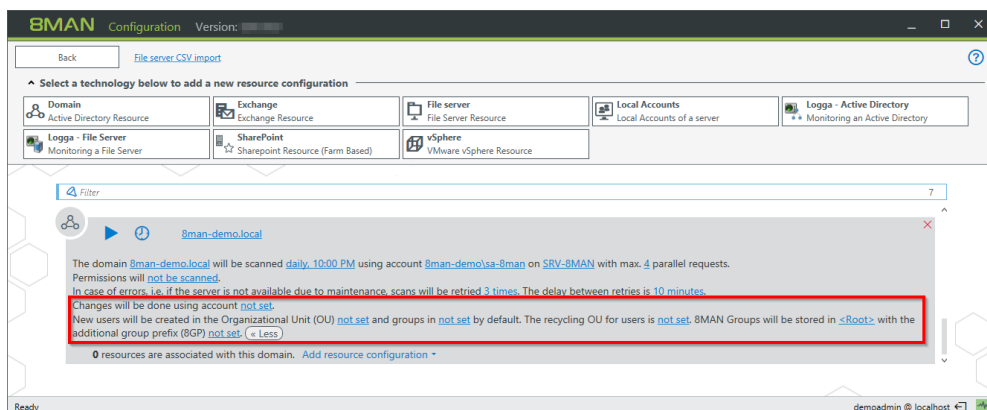 8MAN Configuration Version:
Back File server CSV import
Select a technology below to add a new resource configuration
Domain
Active Directory Resource
Exchange
Exchange Resource
File server
File Server Resource
Local Accounts
Local Accounts of a server
Logga - Active Directory
Monitoring an Active Directory
Logga - File Server
Monitoring a File Server
SharePoint
Sharepoint Resource (Farm Based)
vSphere
VMware vSphere Resource
Filter 7
8man-demo.local
The domain 8man-demo.local will be scanned daily, 10:00 PM using account 8man-demo\sa-8man on SRV-8MAN with max. 4 parallel requests.
Permissions will not be scanned.
In case of errors, i.e. if the server is not available due to maintenance, scans will be retried 3 times. The delay between retries is 10 minutes.
Changes will be done using account not set.
New users will be created in the Organizational Unit (OU) not set and groups in not set by default. The recycling OU for users is not set. 8MAN Groups will be stored in <Root> with the
additional group prefix (8GP) not set. « Less
0 resources are associated with this domain. Add resource configuration
Ready demoadmin @ localhost